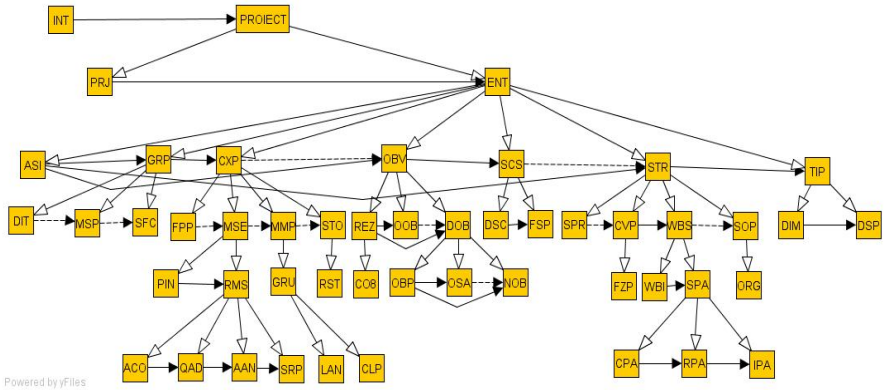 INT PROIECT
PRJ ENT
ASI GRP CXP OBV SCS STR TIP
DIT MSP SFC FPP MSE MMP STO REZ OOB DOB DSC FSP SPR CVP WBS SOP DIM DSP
PIN RMS GRU RST CO8 OBP OSA NOB FZP WBI SPA ORG
ACO QAD AAN SRP LAN CLP CPA RPA IPA
Powered by yFiles